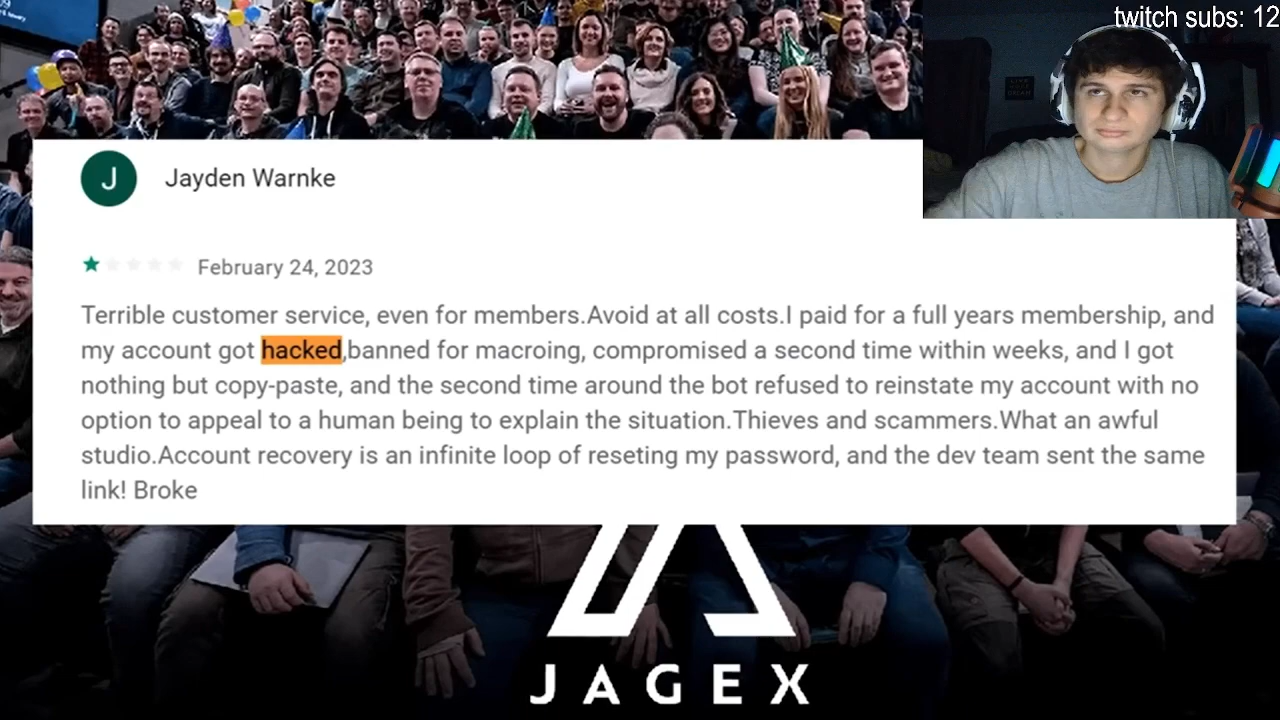 twitch subs: 12
J
Jayden Warnke
February 24, 2023
Terrible customer service, even for members.Avoid at all costs.I paid for a full years membership, and
my account got hacked,banned for macroing, compromised a second time within weeks, and I got
nothing but copy-paste, and the second time around the bot refused to reinstate my account with no
option to appeal to a human being to explain the situation.Thieves and scammers.What an awful
studio.Account recovery is an infinite loop of reseting my password, and the dev team sent the same
link! Broke
JAGEX